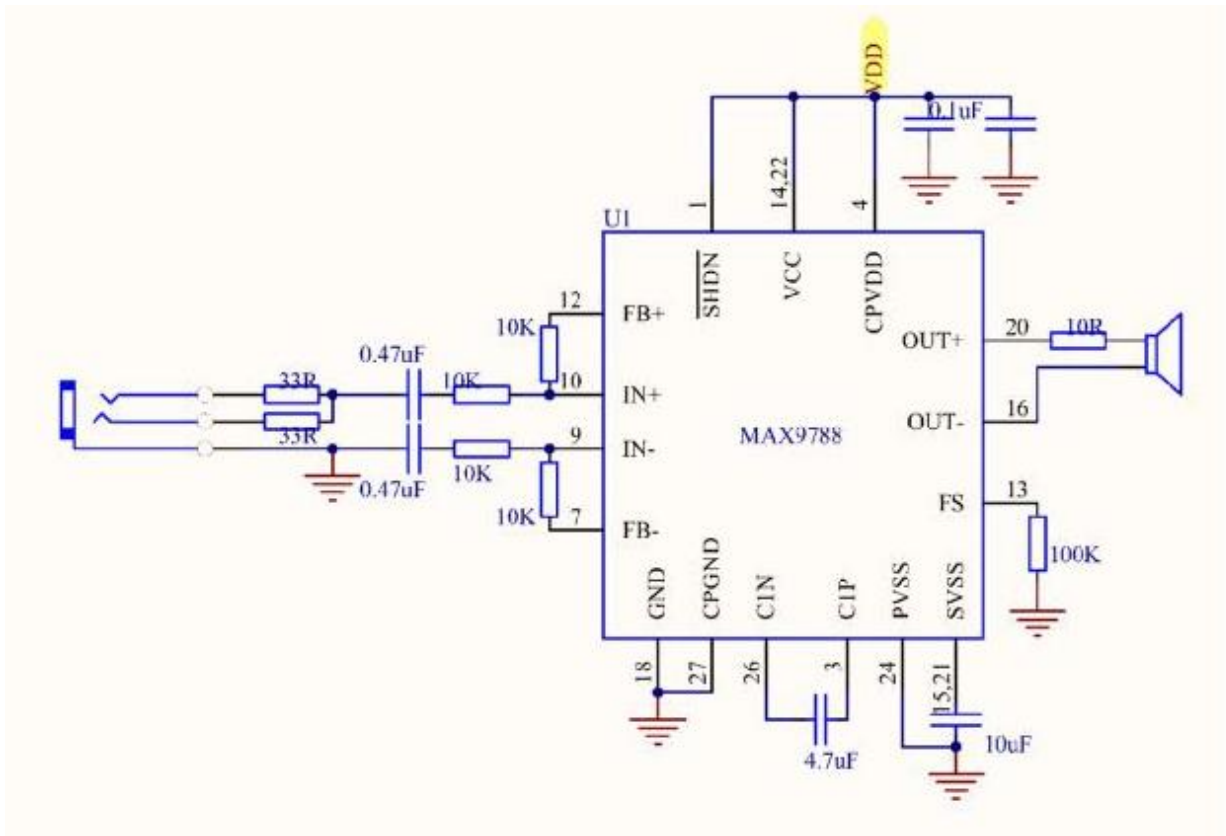 VDD
0.1uF
1
14,22
4
U1
SHDN
VCC
CPVDD
12
FB+
10K
0.47uF
33R
10K
10
IN+
33R
9
IN-
0.47uF
10K
10K
7
FB-
MAX9788
OUT+
20
10R
OUT-
16
FS
13
100K
GND
CPGND
C1N
C1P
PVSS
SVSS
18
27
26
3
24
15,21
4.7uF
10uF